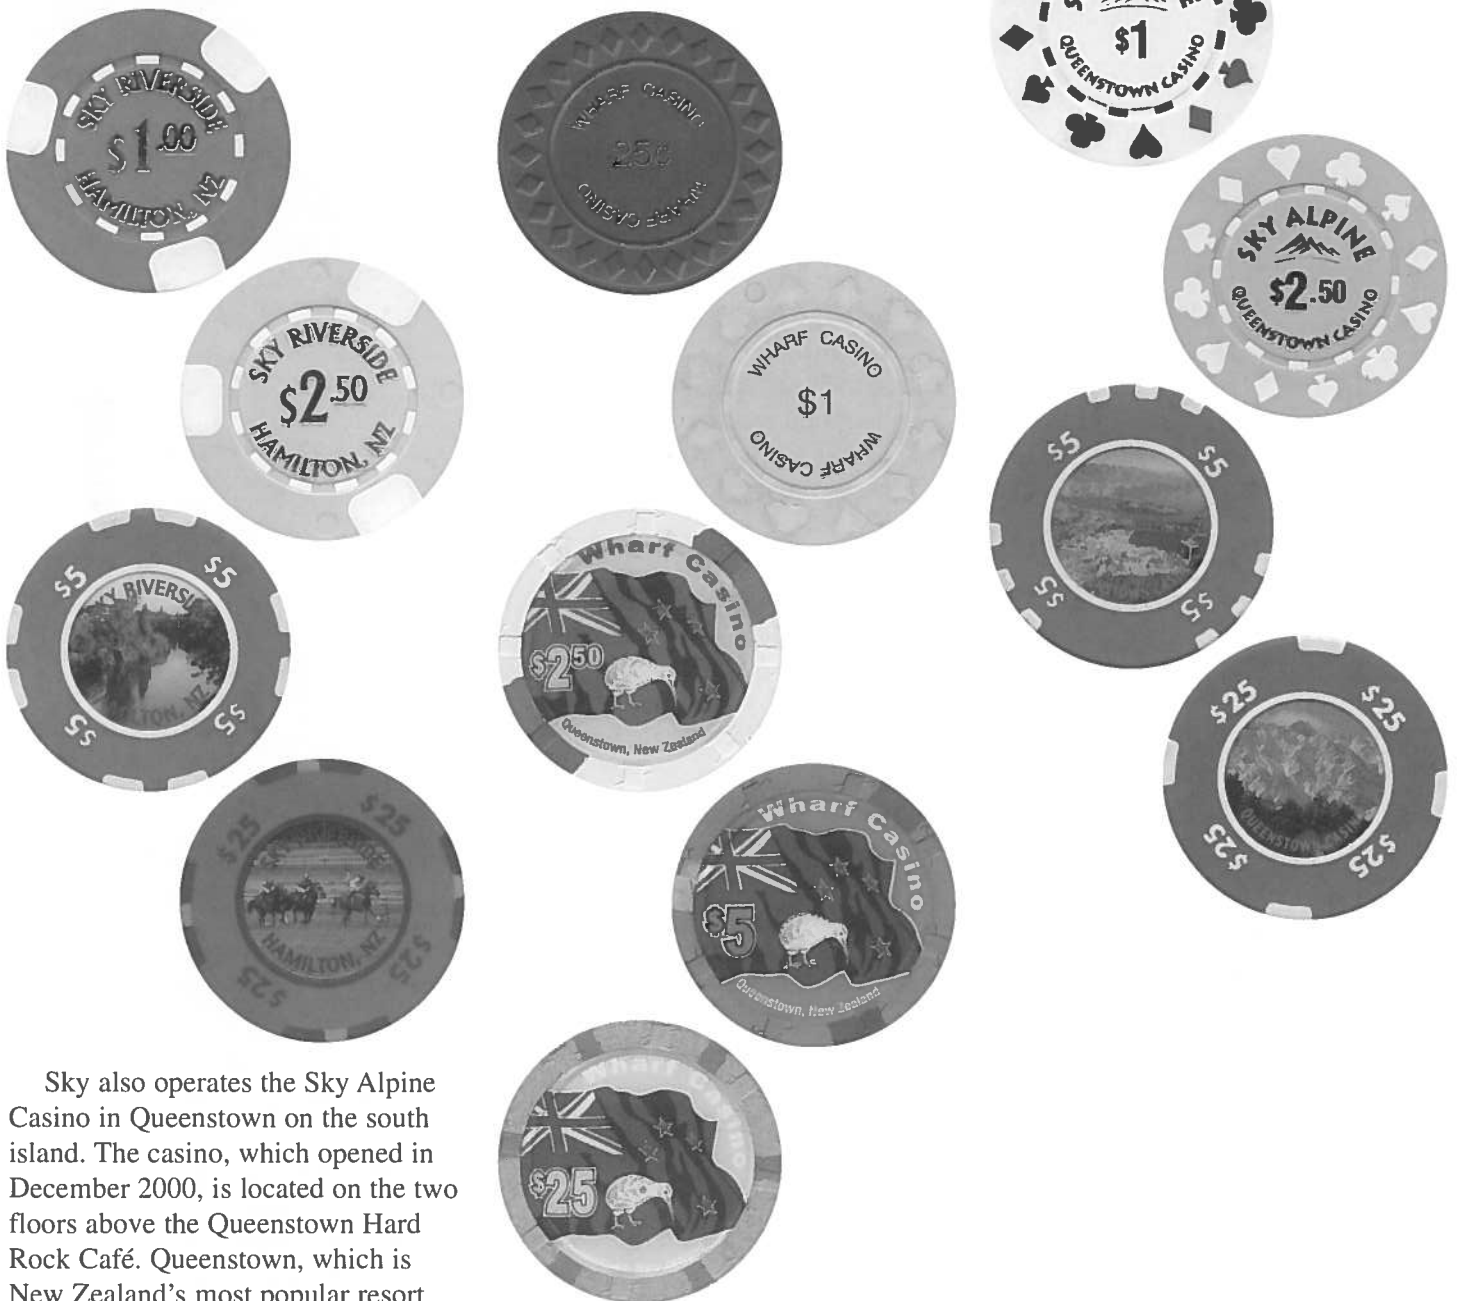 SKY RIVERSIDE
$1.00
HAMILTON, NZ
SKY RIVERSIDE
$2.50
HAMILTON, NZ
$5 $5
RIVERSI
LTON, NZ
$5 $5
$25 $25
HAMILTON, NZ
$25 $25
Sky also operates the Sky Alpine
Casino in Queenstown on the south
island. The casino, which opened in
December 2000, is located on the two
floors above the Queenstown Hard
Rock Café. Queenstown, which is
New Zealand's most popular resort
WHARF CASINO
25¢
WHARF CASINO
WHARF CASINO
$1
WHARF CASINO
Wharf Casino
$2.50
Queenstown, New Zealand
Wharf Casino
$5
Queenstown, New Zealand
Wharf Casino
$25
$1
QUEENSTOWN CASINO
SKY ALPINE
$2.50
QUEENSTOWN CASINO
$5 $5
$5 $5
$25 $25
QUEENSTOWN CASINO
$25 $25